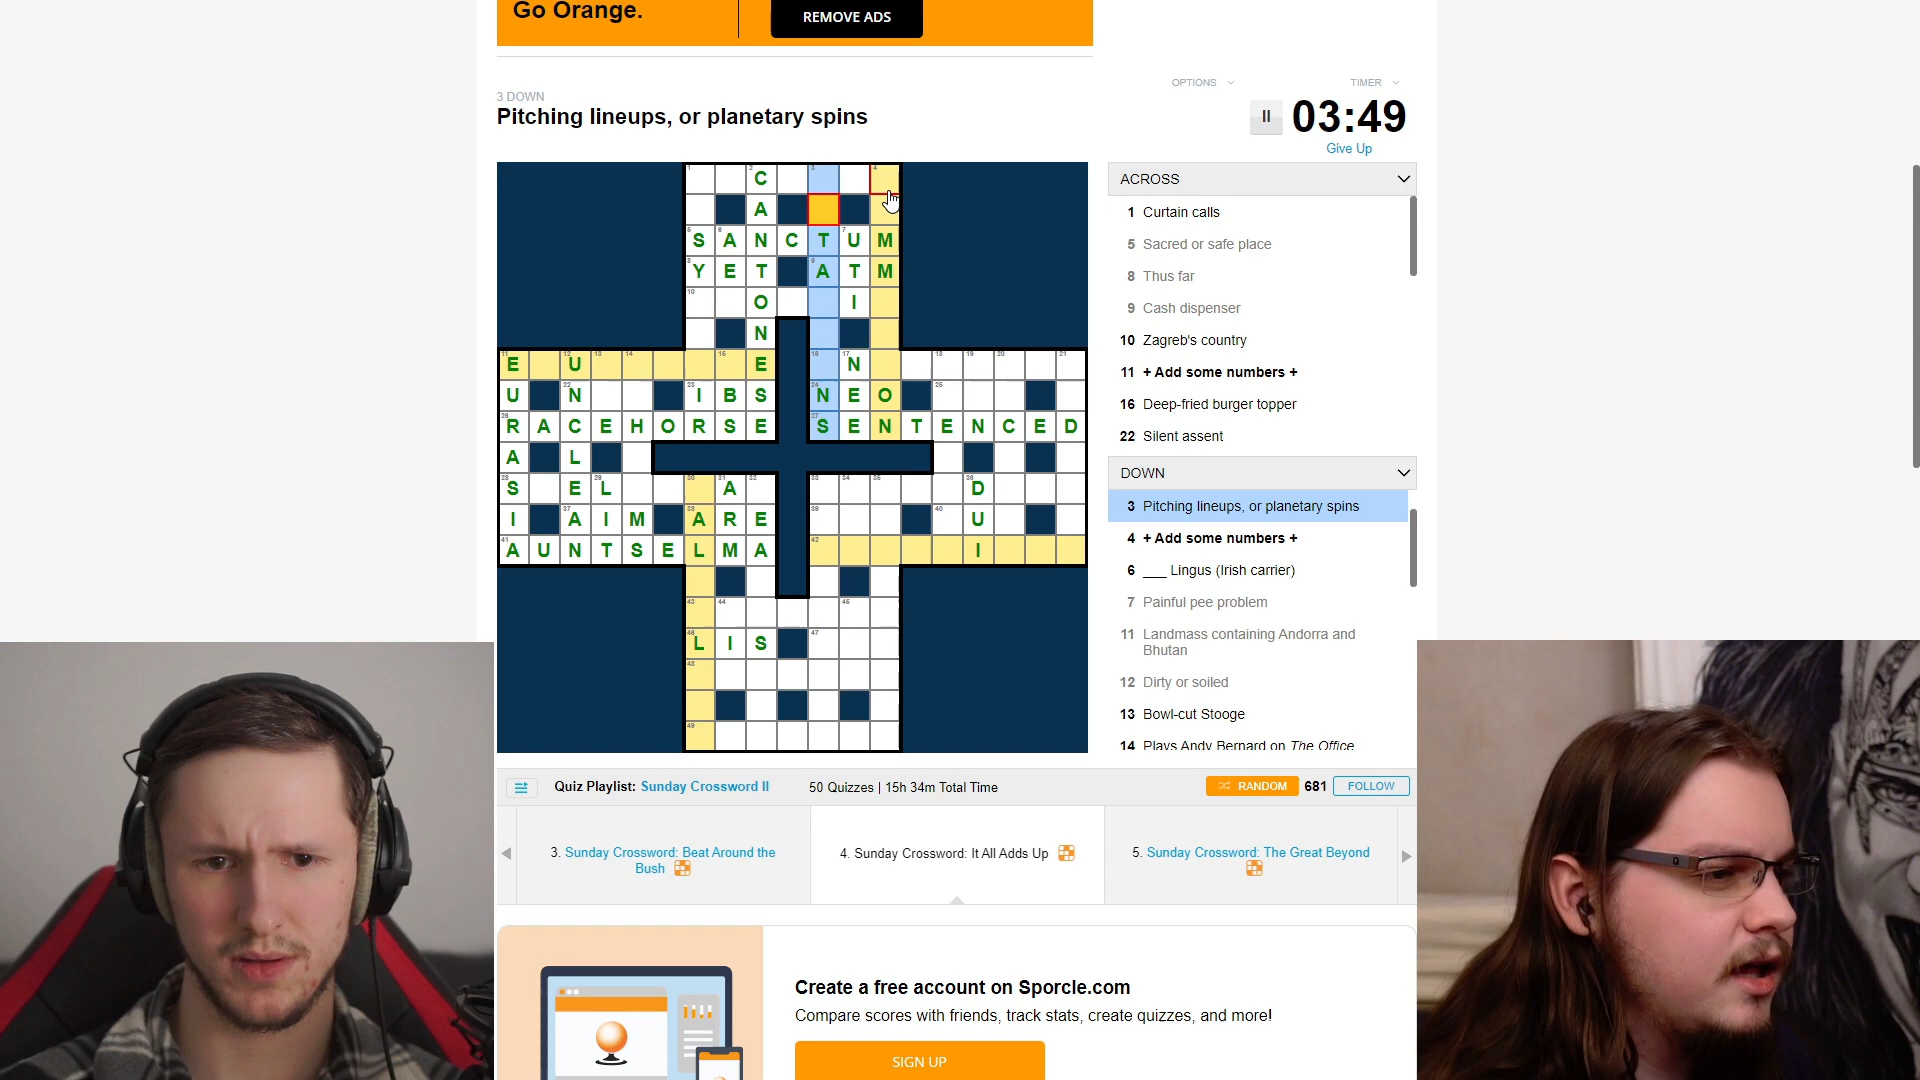 Go Orange.
REMOVE ADS
OPTIONS
TIMER
3 DOWN
Pitching lineups, or planetary spins
03:49
Give Up
C
A
S A N C T U M
Y E T A T M
O I
N
E U E N
U N I B S N E O
R A C E H O R S E S E N T E N C E D
A L
S E L A D
I A I M A R E U
A U N T S E L M A I
L I S
ACROSS
1 Curtain calls
5 Sacred or safe place
8 Thus far
9 Cash dispenser
10 Zagreb's country
11 + Add some numbers +
16 Deep-fried burger topper
22 Silent assent
DOWN
3 Pitching lineups, or planetary spins
4 + Add some numbers +
6 ___ Lingus (Irish carrier)
7 Painful pee problem
11 Landmass containing Andorra and
Bhutan
12 Dirty or soiled
13 Bowl-cut Stooge
14 Plays Andy Bernard on The Office
Quiz Playlist: Sunday Crossword II
50 Quizzes | 15h 34m Total Time
RANDOM
681
FOLLOW
3. Sunday Crossword: Beat Around the
Bush
4. Sunday Crossword: It All Adds Up
5. Sunday Crossword: The Great Beyond
Create a free account on Sporcle.com
Compare scores with friends, track stats, create quizzes, and more!
SIGN UP